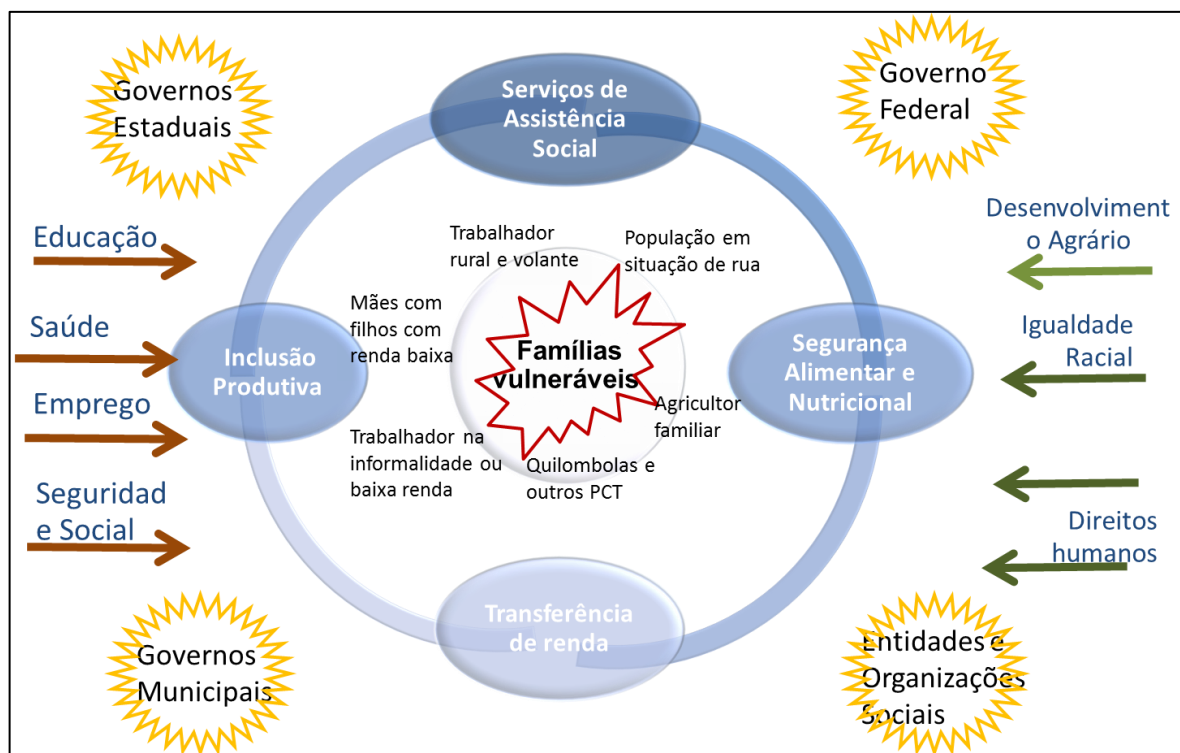 Governos
Estaduais
Serviços de
Assistência
Social
Governo
Federal
Educação
Saúde
Emprego
Seguridad
e Social
Inclusão
Produtiva
Trabalhador
rural e volante
População em
situação de rua
Mães com
filhos com
renda baixa
Famílias
vulneráveis
Agricultor
familiar
Trabalhador na
informalidade ou
baixa renda
Quilombolas e
outros PCT
Segurança
Alimentar e
Nutricional
Desenvolviment
o Agrário
Igualdade
Racial
Direitos
humanos
Governos
Municipais
Transferência
de renda
Entidades e
Organizações
Sociais